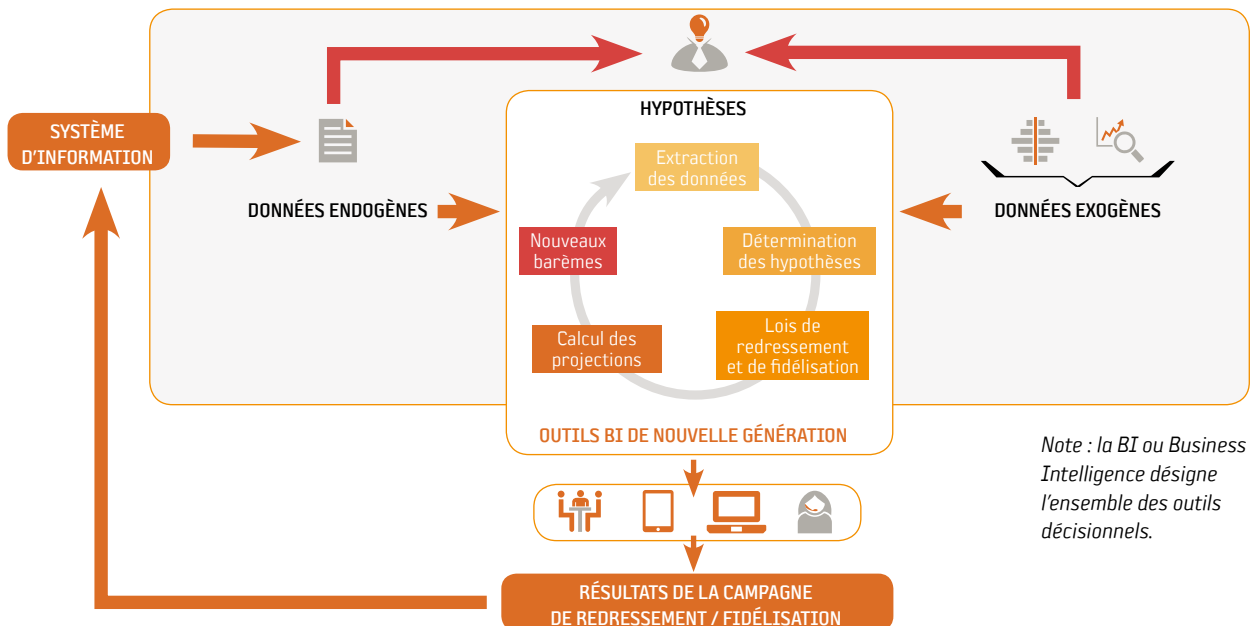 HYPOTHÈSES
SYSTÈME
D'INFORMATION
Extraction
des données
DONNÉES ENDOGÈNES
DONNÉES EXOGÈNES
Nouveaux
barèmes
Détermination
des hypothèses
Calcul des
projections
Lois de
redressement
et de fidélisation
OUTILS BI DE NOUVELLE GÉNÉRATION
Note : la BI ou Business
Intelligence désigne
l'ensemble des outils
décisionnels.
RÉSULTATS DE LA CAMPAGNE
DE REDRESSEMENT / FIDÉLISATION